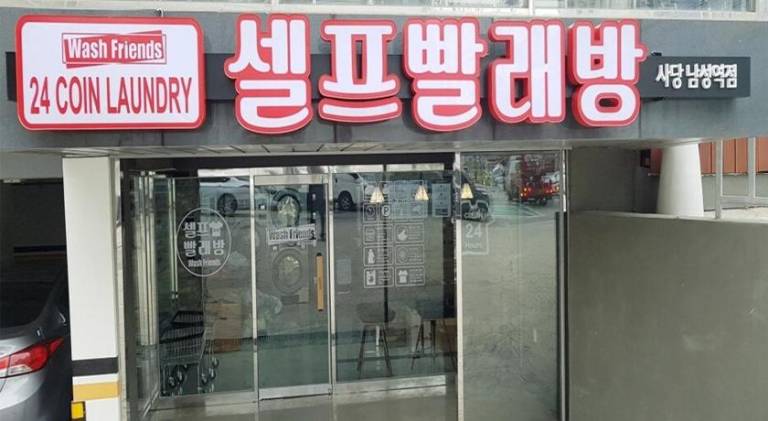 Wash Friends
24 COIN LAUNDRY
셀프빨래방
사당 남성역점
셀프
빨래방
Wash Friends
Wash Friends
24
Hours